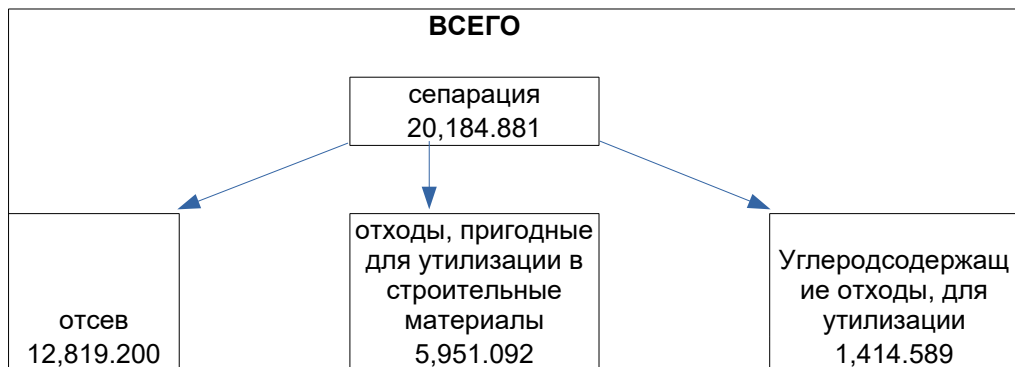 ВСЕГО
сепарация
20,184.881
отсев
12,819.200
отходы, пригодные
для утилизации в
строительные
материалы
5,951.092
Углеродсодержащ
ие отходы, для
утилизации
1,414.589